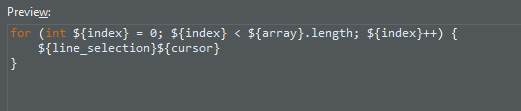 Preview:
for (int ${index} = 0; ${index} < ${array}.length; ${index}++) {
    ${line_selection}${cursor}
}